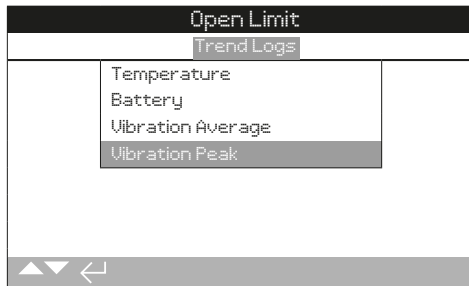 Open Limit
Trend Logs
Temperature
Battery
Vibration Average
Vibration Peak